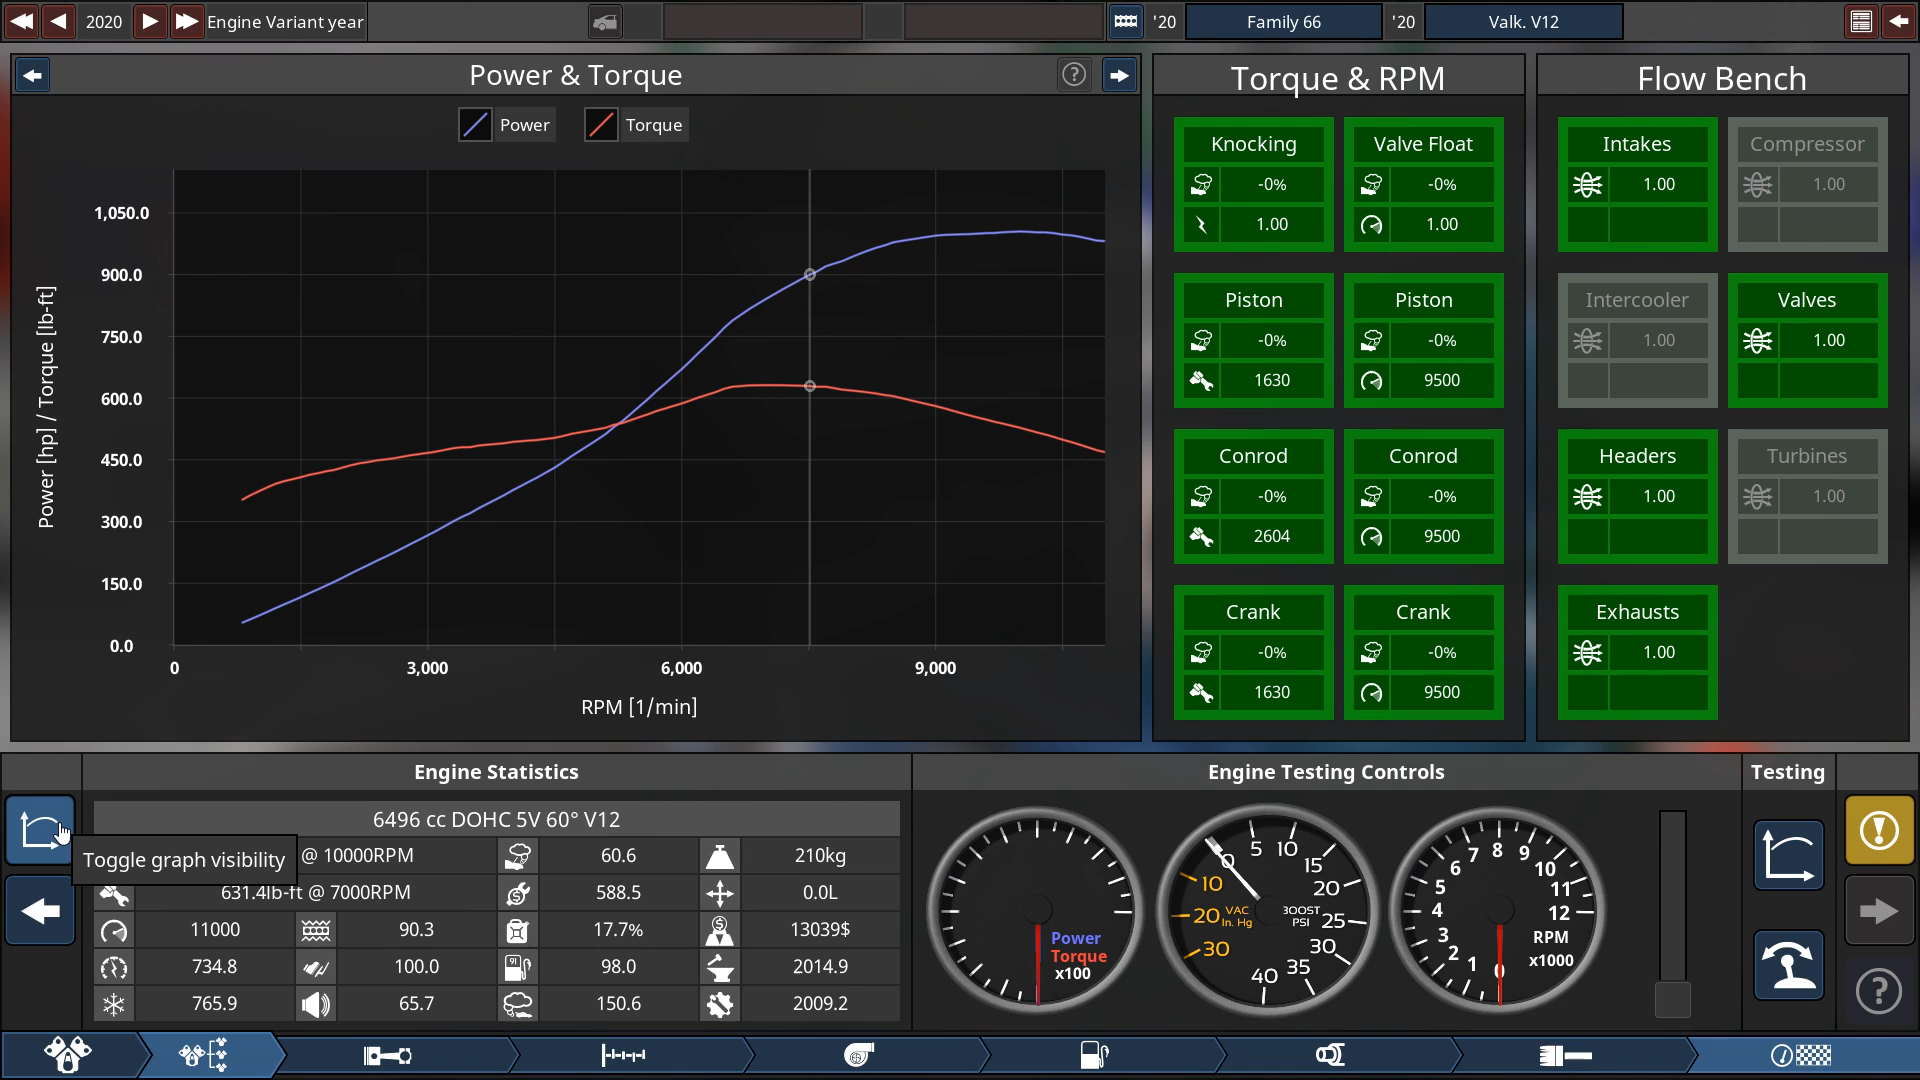 2020
Engine Variant year
'20
Family 66
'20
Valk. V12
Power & Torque
?
Torque & RPM
Flow Bench
Power
Torque
1,050.0
900.0
750.0
600.0
450.0
300.0
150.0
0.0
Power [hp] / Torque [lb-ft]
0
3,000
6,000
9,000
RPM [1/min]
Knocking
-0%
1.00
Valve Float
-0%
1.00
Piston
-0%
1630
Piston
-0%
9500
Conrod
-0%
2604
Conrod
-0%
9500
Crank
-0%
1630
Crank
-0%
9500
Intakes
1.00
Compressor
1.00
Intercooler
1.00
Valves
1.00
Headers
1.00
Turbines
1.00
Exhausts
1.00
Engine Statistics
6496 cc DOHC 5V 60° V12
@ 10000RPM
60.6
210kg
Toggle graph visibility
631.4lb-ft @ 7000RPM
588.5
0.0L
11000
90.3
17.7%
13039$
734.8
100.0
91
98.0
2014.9
765.9
65.7
150.6
2009.2
Engine Testing Controls
Power
Torque
x100
0
5
10
15
20
25
30
35
40
10
20
30
VAC
In. Hg
BOOST
PSI
0
1
2
3
4
5
6
7
8
9
10
11
12
RPM
x1000
Testing
?